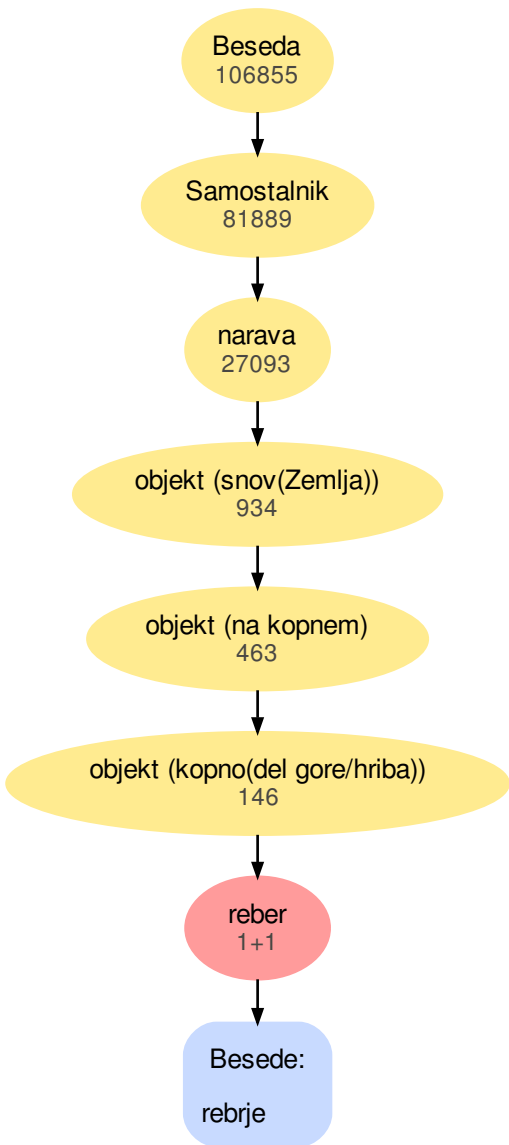 Beseda
106855
Samostalnik
81889
narava
27093
objekt (snov(Zemlja))
934
objekt (na kopnem)
463
objekt (kopno(del gore/hriba))
146
reber
1+1
Besede:
rebrje